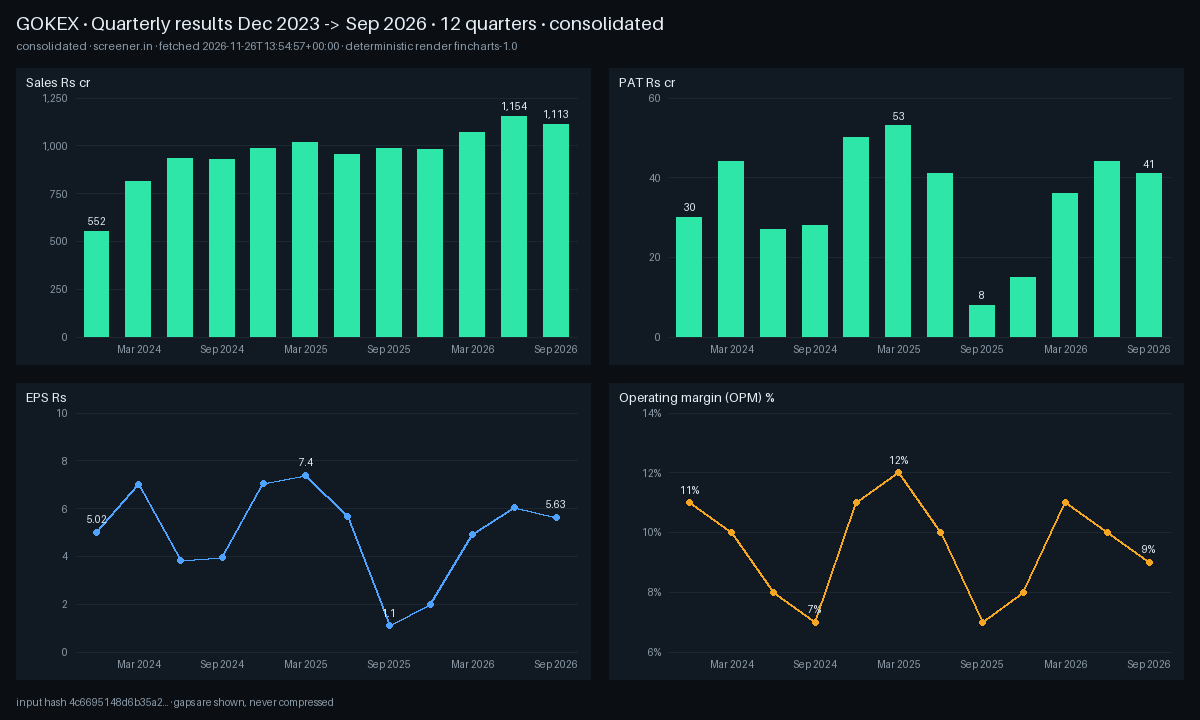 GOKEX · Quarterly results Dec 2023 -> Sep 2026 · 12 quarters · consolidated
consolidated · screener.in · fetched 2026-11-26T13:54:57+00:00 · deterministic render fincharts-1.0
Sales Rs cr
1,250
1,000
750
500
250
0
552
1,154
1,113
Mar 2024
Sep 2024
Mar 2025
Sep 2025
Mar 2026
Sep 2026
PAT Rs cr
60
40
20
0
30
53
8
41
Mar 2024
Sep 2024
Mar 2025
Sep 2025
Mar 2026
Sep 2026
EPS Rs
10
8
6
4
2
0
5.02
7.4
1.1
5.63
Mar 2024
Sep 2024
Mar 2025
Sep 2025
Mar 2026
Sep 2026
Operating margin (OPM) %
14%
12%
10%
8%
6%
11%
7%
12%
9%
Mar 2024
Sep 2024
Mar 2025
Sep 2025
Mar 2026
Sep 2026
input hash 4c6695148d6b35a2… · gaps are shown, never compressed